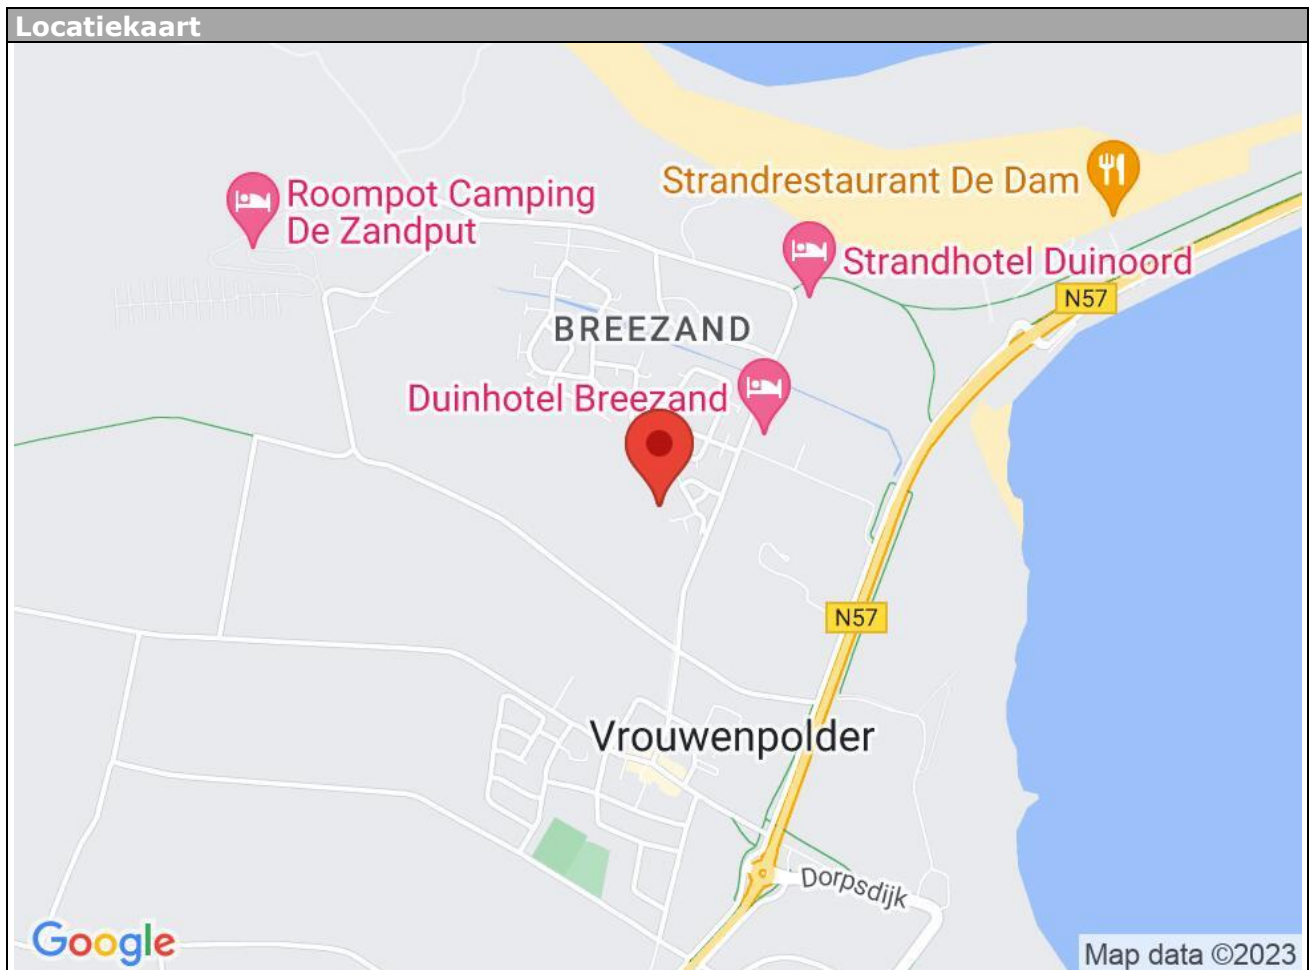 Locatiekaart
Strandrestaurant De Dam
Roompot Camping
De Zandput
Strandhotel Duinoord
N57
BREEZAND
Duinhotel Breezand
N57
Vrouwenpolder
Dorpsdijk
Google
Map data ©2023